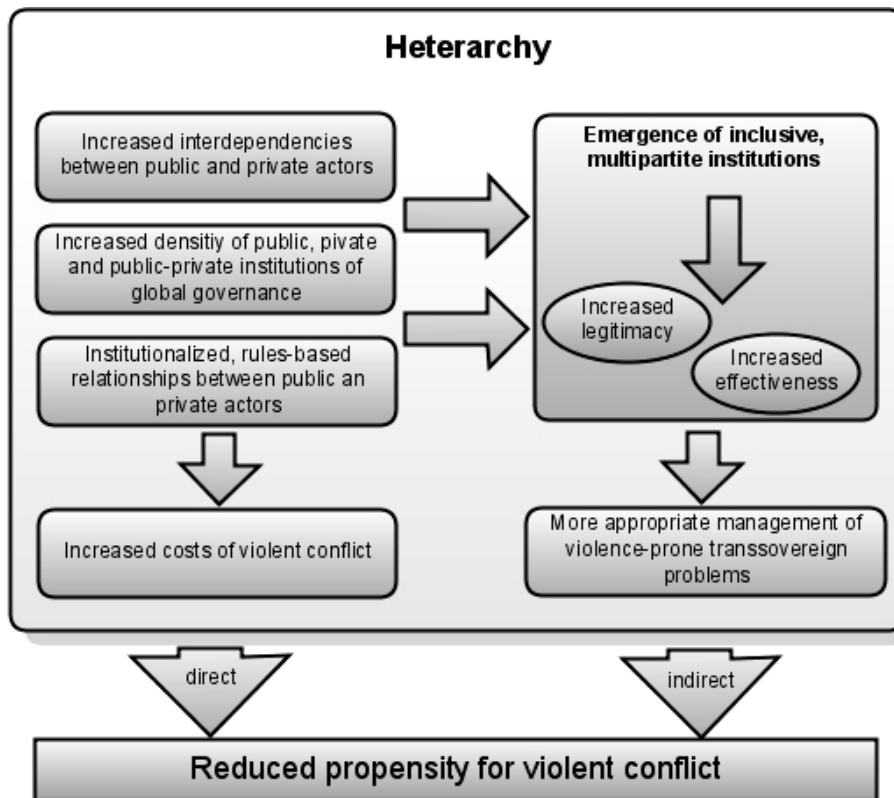 Heterarchy
Increased interdependencies
between public and private actors
Increased densitiy of public, pivate
and public-private institutions of
global governance
Institutionalized, rules-based
relationships between public an
private actors
Increased costs of violent conflict
Emergence of inclusive,
multipartite institutions
Increased
legitimacy
Increased
effectiveness
More appropriate management of
violence-prone transsovereign
problems
direct
indirect
Reduced propensity for violent conflict